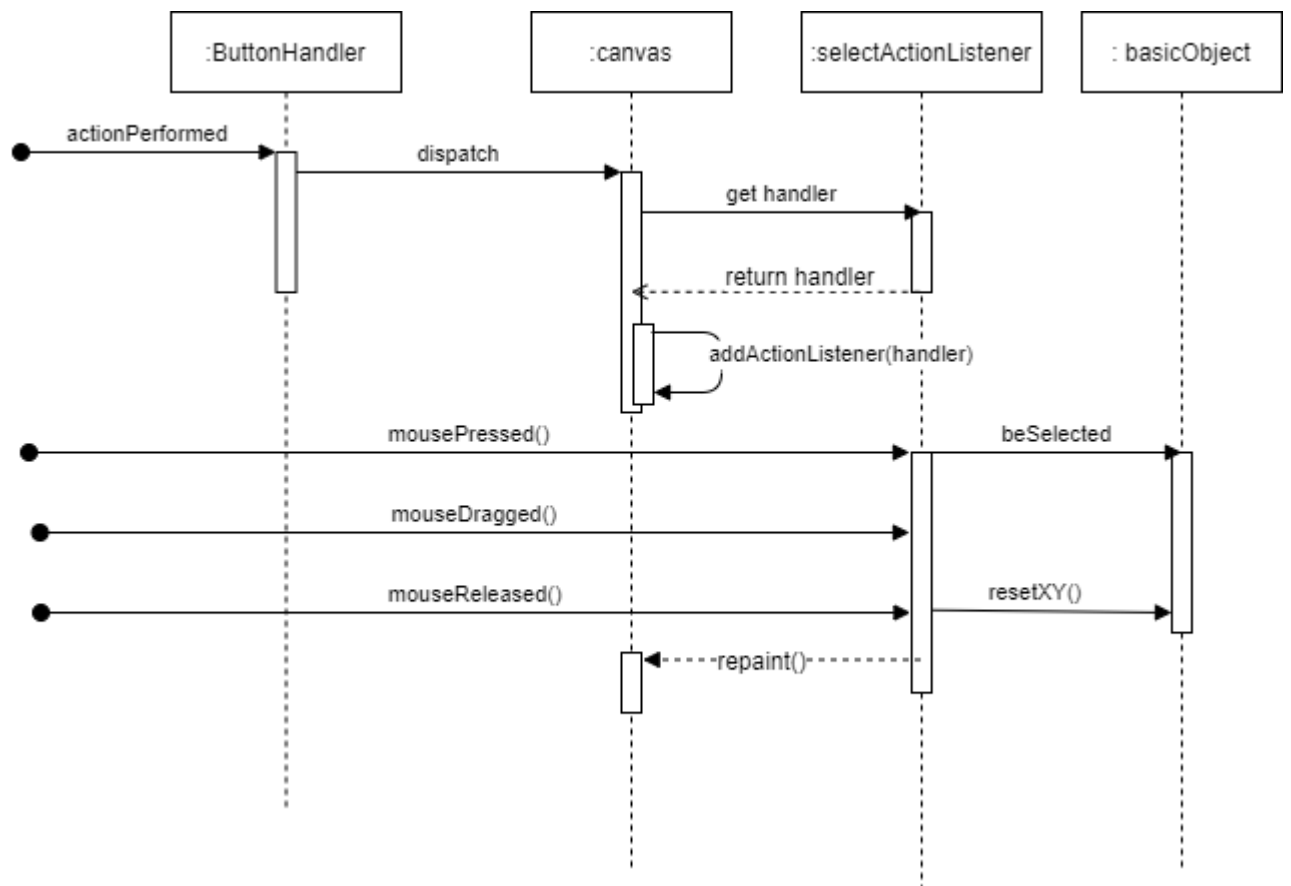 :ButtonHandler
:canvas
:selectActionListener
: basicObject
actionPerformed
dispatch
get handler
return handler
addActionListener(handler)
mousePressed()
beSelected
mouseDragged()
mouseReleased()
resetXY()
repaint()